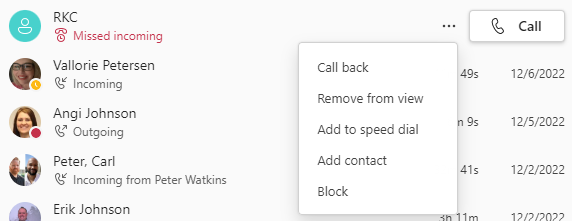 RKC
Missed incoming
... Call
Vallorie Petersen
Incoming
49s 12/6/2022
Angi Johnson
Outgoing
m 9s 12/5/2022
Peter, Carl
Incoming from Peter Watkins
41s 12/2/2022
Erik Johnson
3h 11m 12/2/2022
Call back
Remove from view
Add to speed dial
Add contact
Block